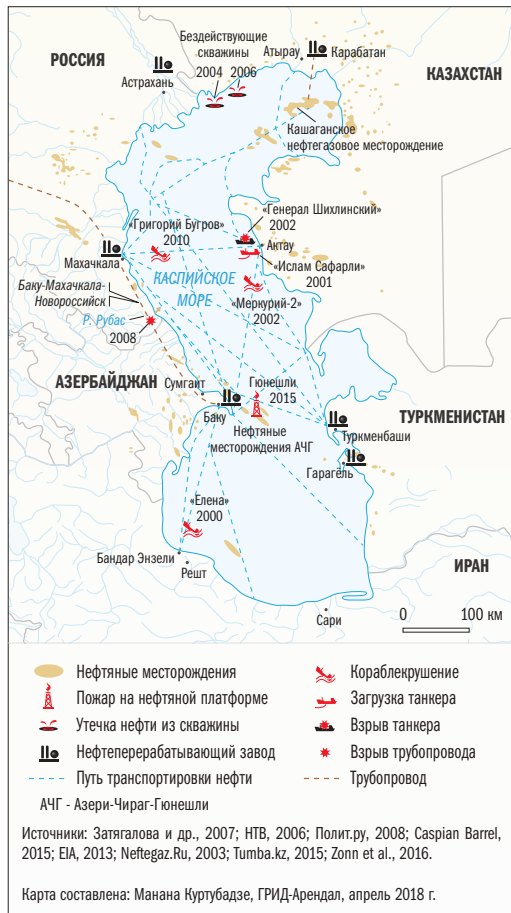 Бездействующие
скважины
2004 2006
Атырау
Карабатан
РОССИЯ
КАЗАХСТАН
Астрахань
Кашаганское
нефтегазовое месторождение
«Генерал Шихлинский»
2002
«Григорий Бугров»
2010
Актау
Махачкала
«Ислам Сафарли»
2001
КАСПИЙСКОЕ
МОРЕ
Баку-Махачкала-
Новороссийск
«Меркурий-2»
2002
Р. Рубас
2008
АЗЕРБАЙДЖАН
Сумгаит
Гюнешли
2015
ТУРКМЕНИСТАН
Баку
Нефтяные
месторождения АЧГ
Туркменбаши
Гарагёль
«Елена»
2000
Бандар Энзели
Решт
ИРАН
Сари
0 100 км
Нефтяные месторождения
Пожар на нефтяной платформе
Утечка нефти из скважины
Нефтеперерабатывающий завод
Путь транспортировки нефти
АЧГ - Азери-Чираг-Гюнешли
Кораблекрушение
Загрузка танкера
Взрыв танкера
Взрыв трубопровода
Трубопровод
Источники: Затягалова и др., 2007; НТВ, 2006; Полит.ру, 2008; Caspian Barrel,
2015; EIA, 2013; Neftegaz.Ru, 2003; Tumba.kz, 2015; Zonn et al., 2016.
Карта составлена: Манана Куртубадзе, ГРИД-Арендал, апрель 2018 г.